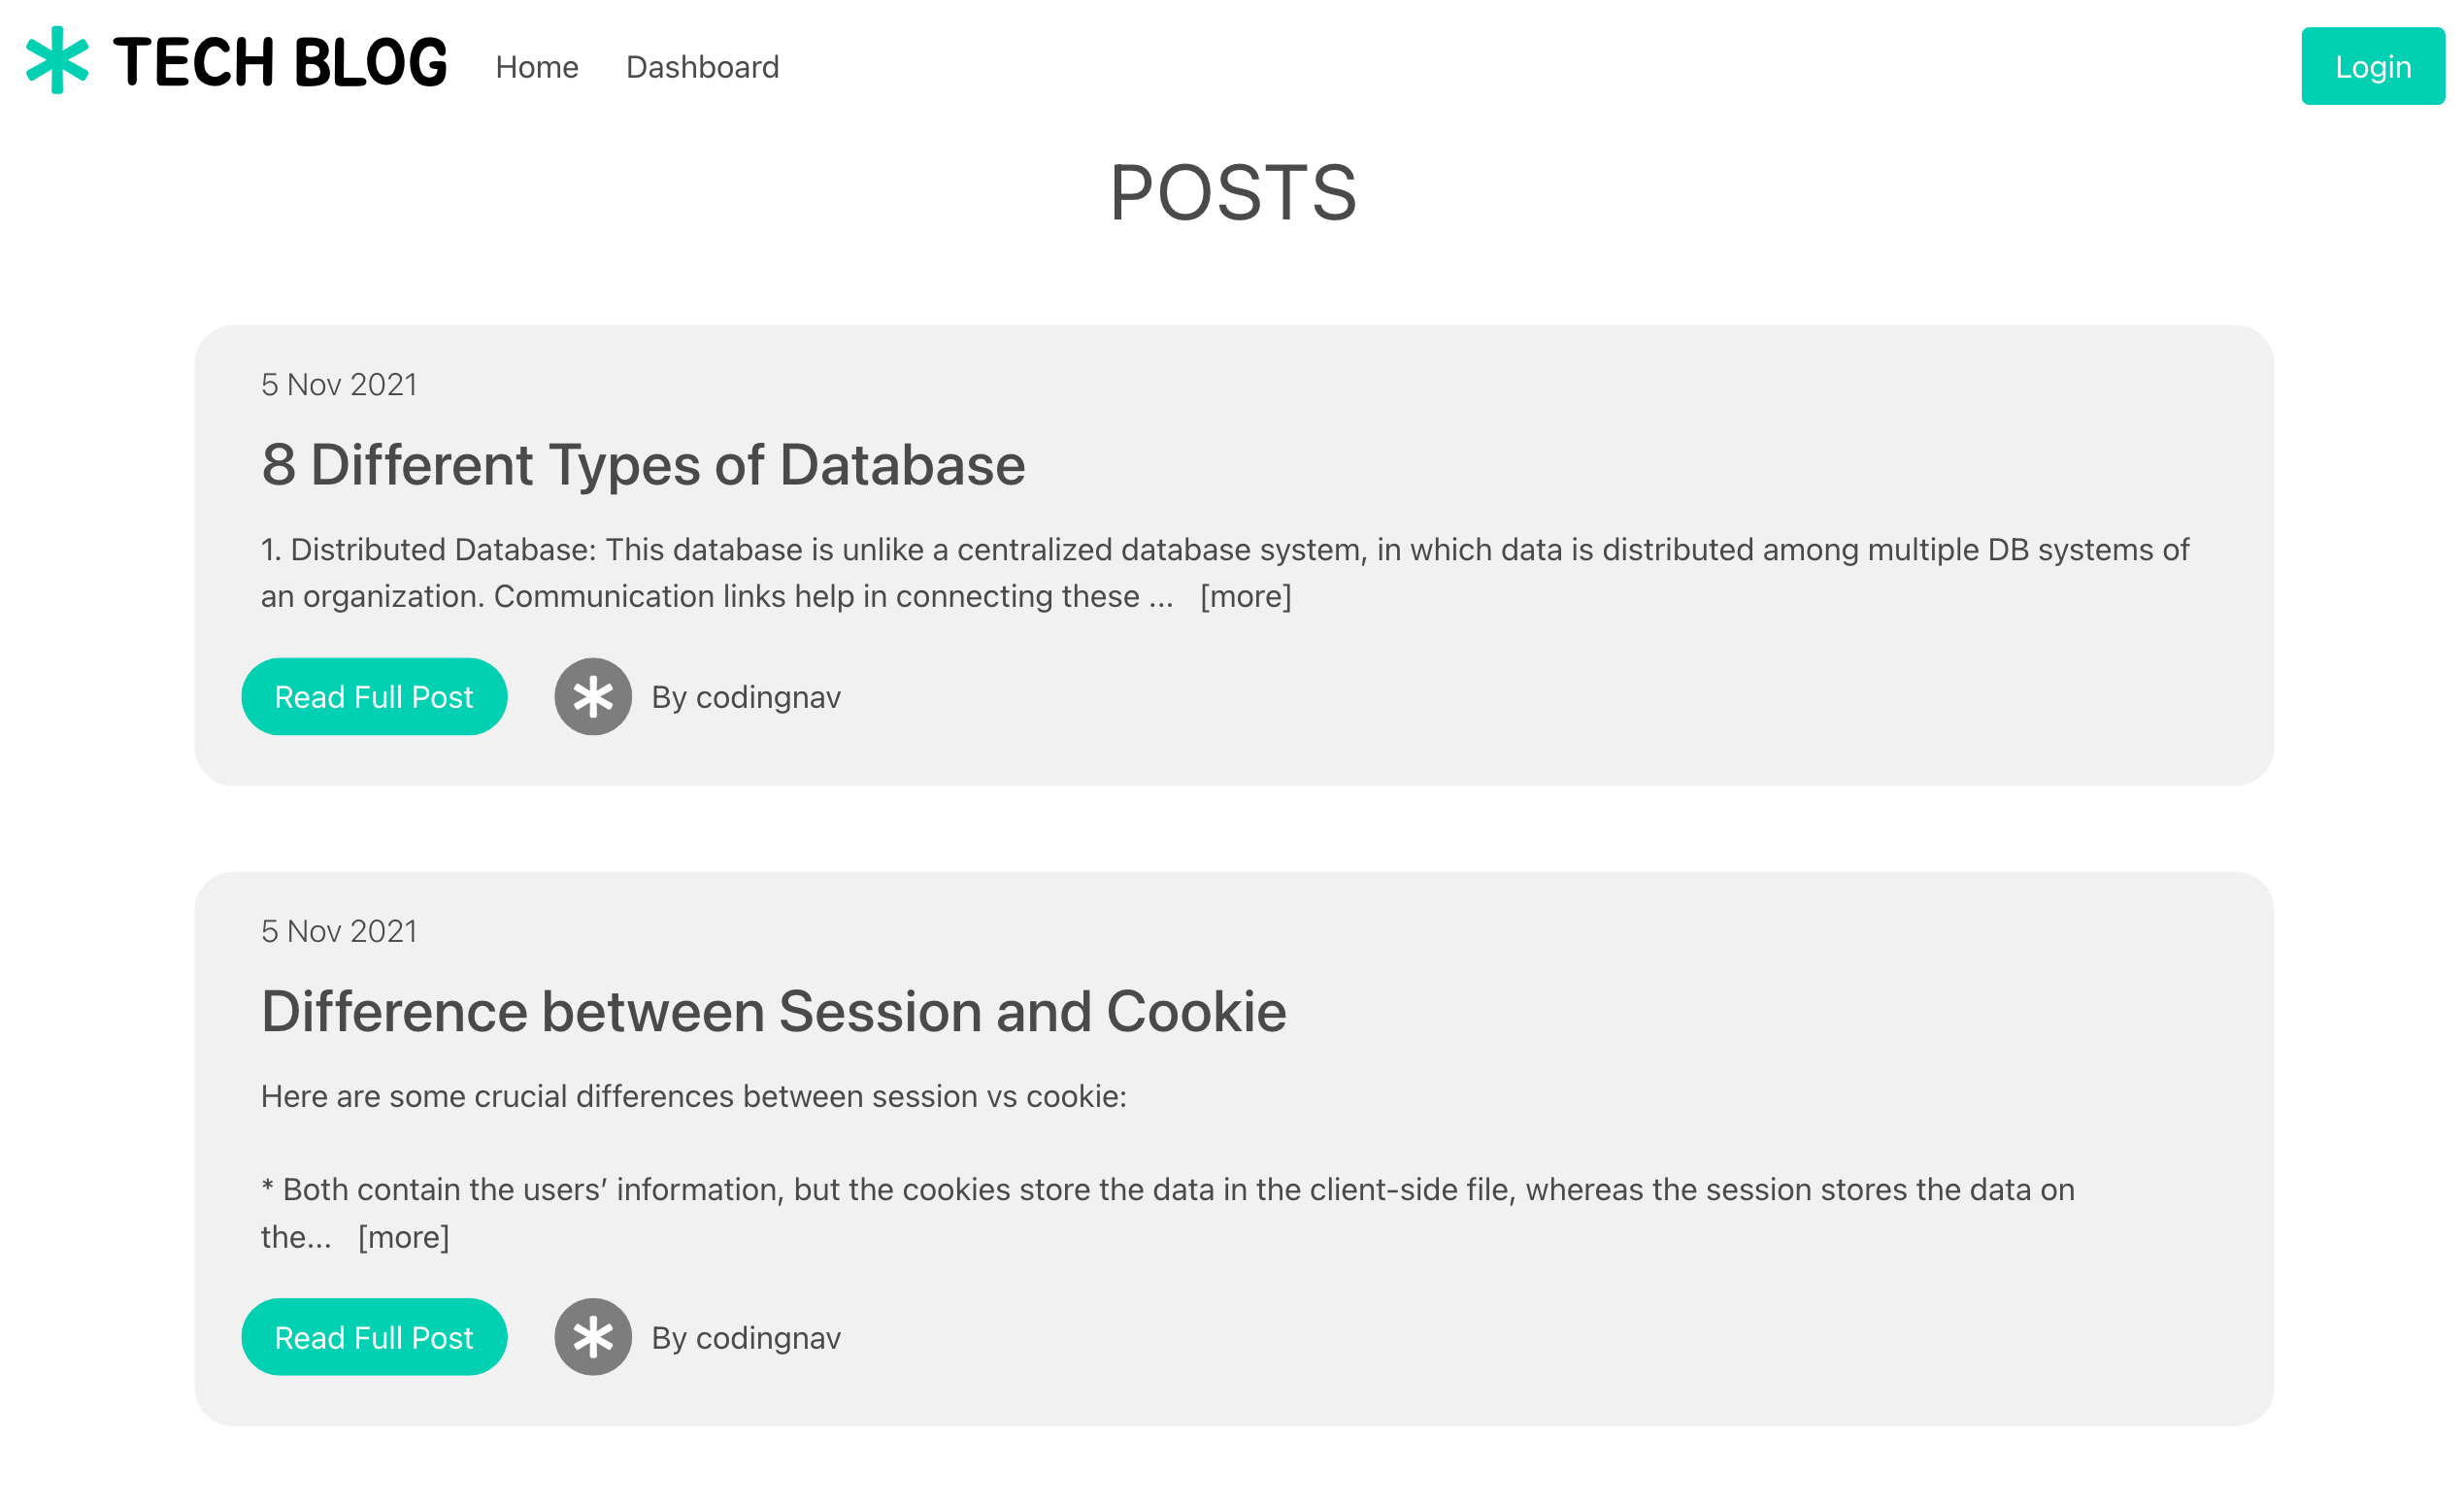 TECH BLOG
Home
Dashboard
Login
POSTS
5 Nov 2021
8 Different Types of Database
1. Distributed Database: This database is unlike a centralized database system, in which data is distributed among multiple DB systems of
an organization. Communication links help in connecting these ... [more]
Read Full Post
By codingnav
5 Nov 2021
Difference between Session and Cookie
Here are some crucial differences between session vs cookie:
* Both contain the users’ information, but the cookies store the data in the client-side file, whereas the session stores the data on
the... [more]
Read Full Post
By codingnav